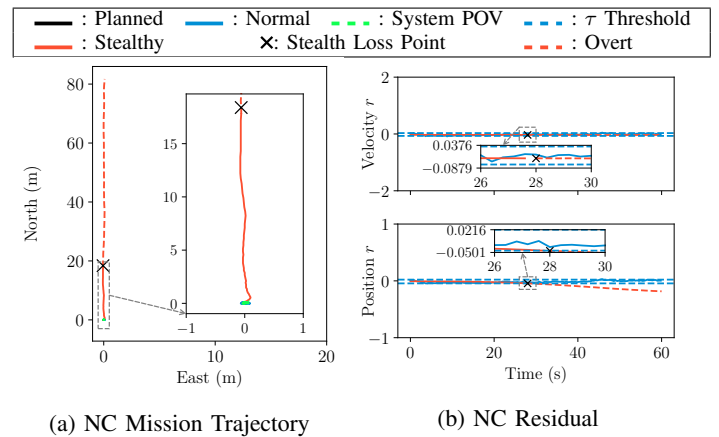 : Planned : Normal : System POV : τ Threshold
: Stealthy ×: Stealth Loss Point : Overt
80
60
40
20
0
North (m)
15
10
5
0
−1 0 1
0 10 20
East (m)
(a) NC Mission Trajectory
2
0
−2
Velocity r
0.0376
−0.0879
26 28 30
1
0
−1
Position r
0.0216
−0.0501
26 28 30
0 20 40 60
Time (s)
(b) NC Residual